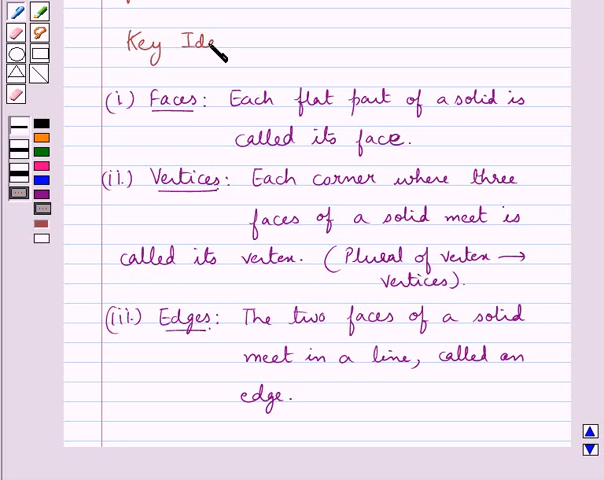 Key Ide
(i) Faces: Each flat part of a solid is
called its face.
(ii.) Vertices: Each corner where three
faces of a solid meet is
called its vertex. (Plural of vertex →
vertices).
(iii.) Edges: The two faces of a solid
meet in a line, called an
edge.